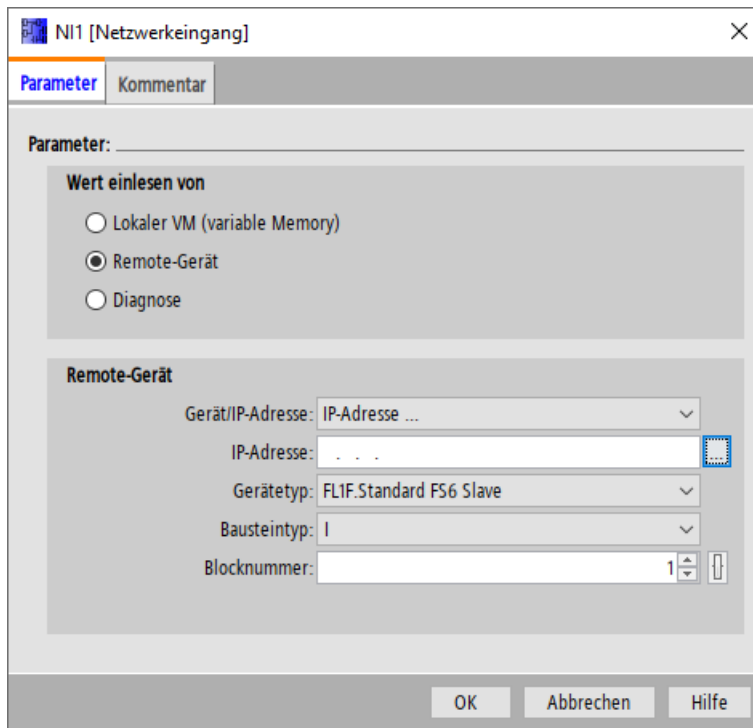 NI1 [Netzwerkeingang]
Parameter Kommentar
Parameter:
Wert einlesen von
Lokaler VM (variable Memory)
Remote-Gerät
Diagnose
Remote-Gerät
Gerät/IP-Adresse: IP-Adresse ...
IP-Adresse: . . . ...
Gerätetyp: FL1F.Standard FS6 Slave
Bausteintyp: I
Blocknummer: 1
OK Abbrechen Hilfe